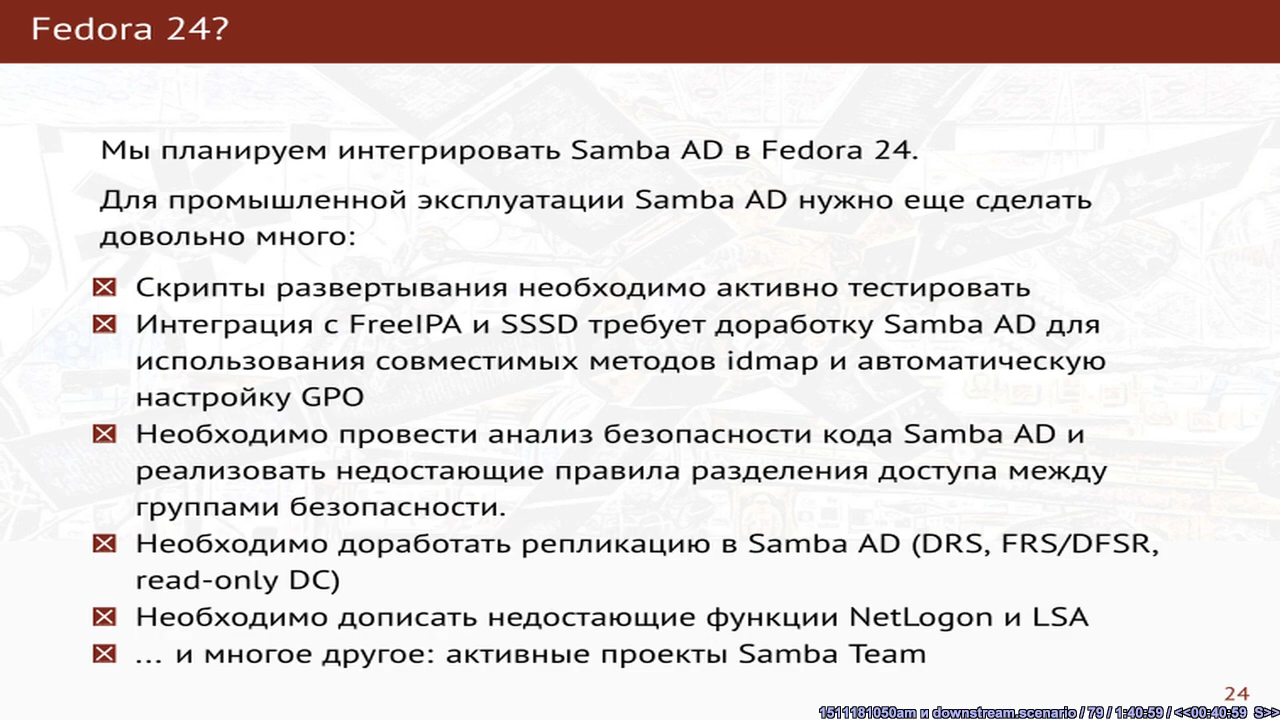 Fedora 24?
Мы планируем интегрировать Samba AD в Fedora 24.
Для промышленной эксплуатации Samba AD нужно еще сделать
довольно много:
Скрипты развертывания необходимо активно тестировать
Интеграция с FreeIPA и SSSD требует доработку Samba AD для
использования совместимых методов idmap и автоматическую
настройку GPO
Необходимо провести анализ безопасности кода Samba AD и
реализовать недостающие правила разделения доступа между
группами безопасности.
Необходимо доработать репликацию в Samba AD (DRS, FRS/DFSR,
read-only DC)
Необходимо дописать недостающие функции NetLogon и LSA
... и многое другое: активные проекты Samba Team
24
1511181050am и downstream.scenario / 79 / 1:40:59 / <<00:40:59 S>>